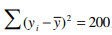 ∑(yᵢ − ȳ)² = 200